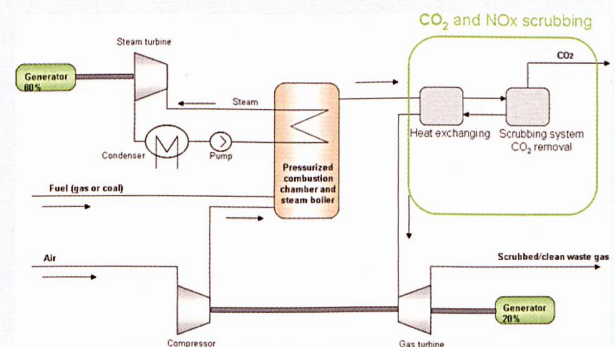 CO₂ and NOx scrubbing
Steam turbine
CO₂
Generator
80%
Steam
Heat exchanging
Scrubbing system
CO₂ removal
Condenser
Pump
Pressurized
combustion
chamber and
steam boiler
Fuel (gas or coal)
Air
Scrubbed/clean waste gas
Generator
20%
Compressor
Gas turbine